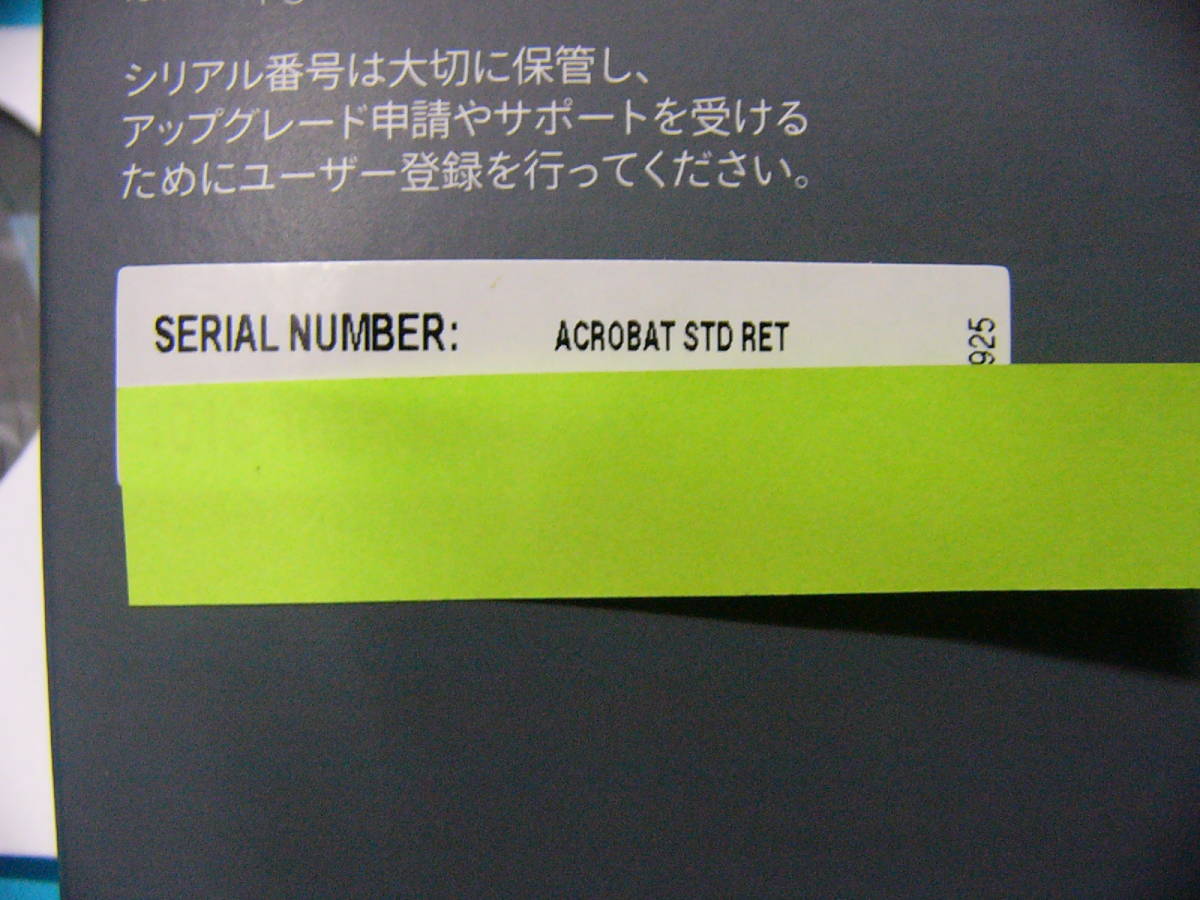 シリアル番号は大切に保管し、
アップグレード申請やサポートを受ける
ためにユーザー登録を行ってください。
SERIAL NUMBER: ACROBAT STD RET
925